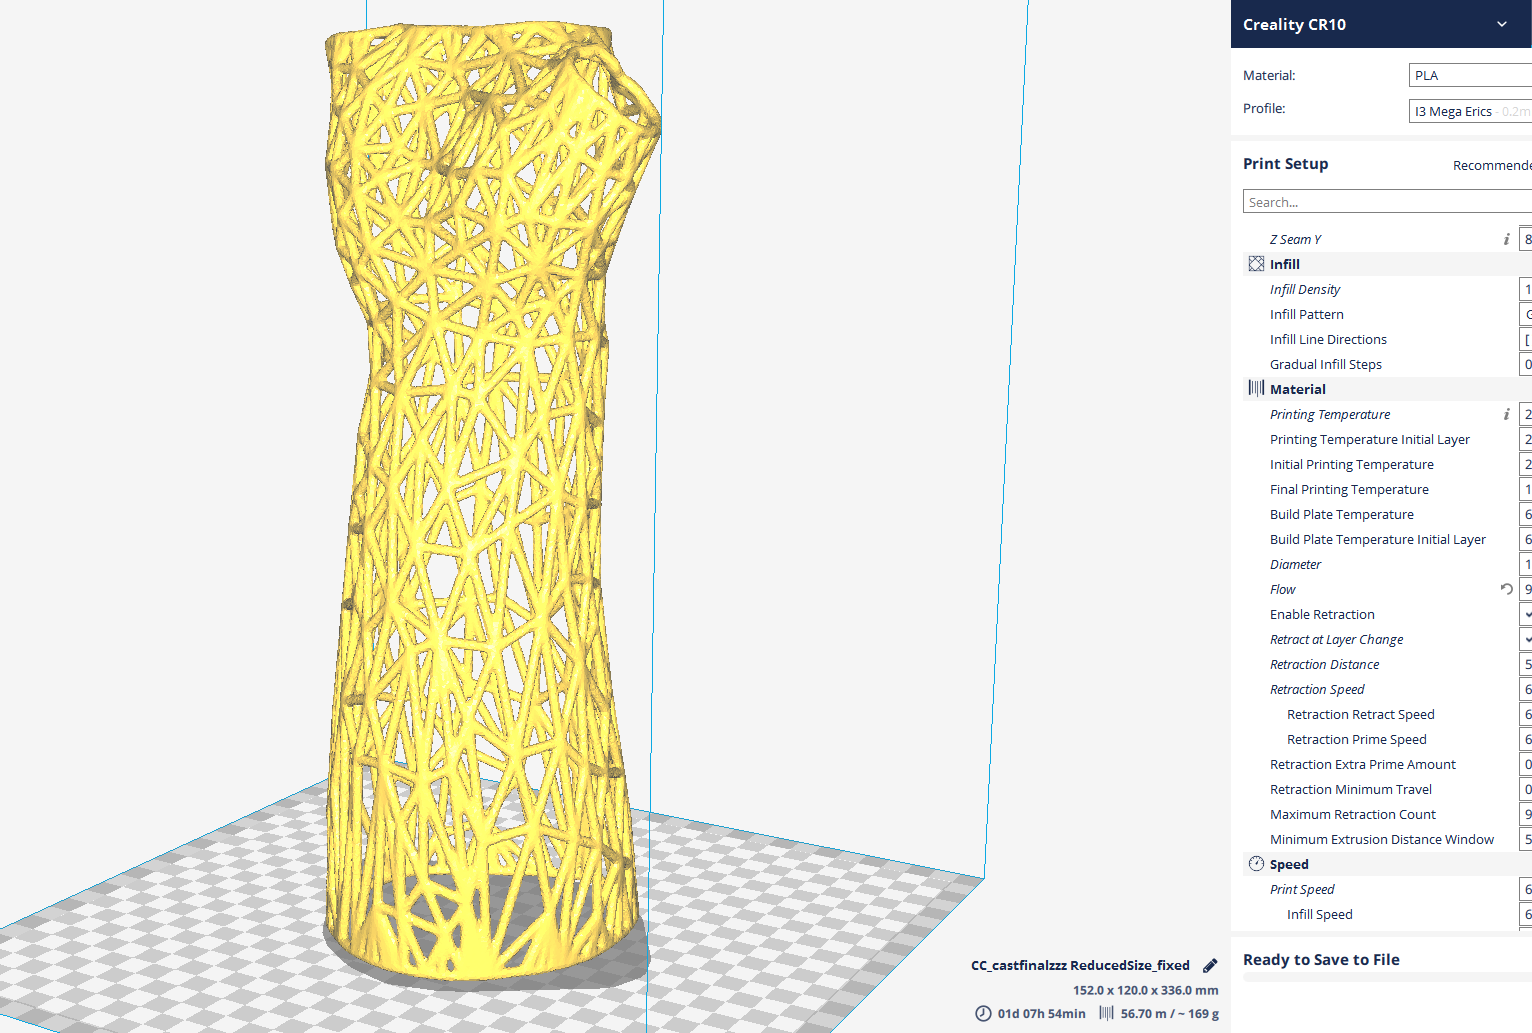 Creality CR10
Material: PLA
Profile: I3 Mega Erics - 0.2m
Print Setup Recommende
Search...
Z Seam Y i 8
Infill
Infill Density 1
Infill Pattern G
Infill Line Directions [
Gradual Infill Steps 0
Material
Printing Temperature i 2
Printing Temperature Initial Layer 2
Initial Printing Temperature 2
Final Printing Temperature 1
Build Plate Temperature 6
Build Plate Temperature Initial Layer 6
Diameter 1
Flow 9
Enable Retraction
Retract at Layer Change
Retraction Distance 5
Retraction Speed 6
Retraction Retract Speed 6
Retraction Prime Speed 6
Retraction Extra Prime Amount 0
Retraction Minimum Travel 0
Maximum Retraction Count 9
Minimum Extrusion Distance Window 5
Speed
Print Speed 6
Infill Speed 6
Ready to Save to File
CC_castfinalzzz ReducedSize_fixed
152.0 x 120.0 x 336.0 mm
01d 07h 54min 56.70 m / ~ 169 g